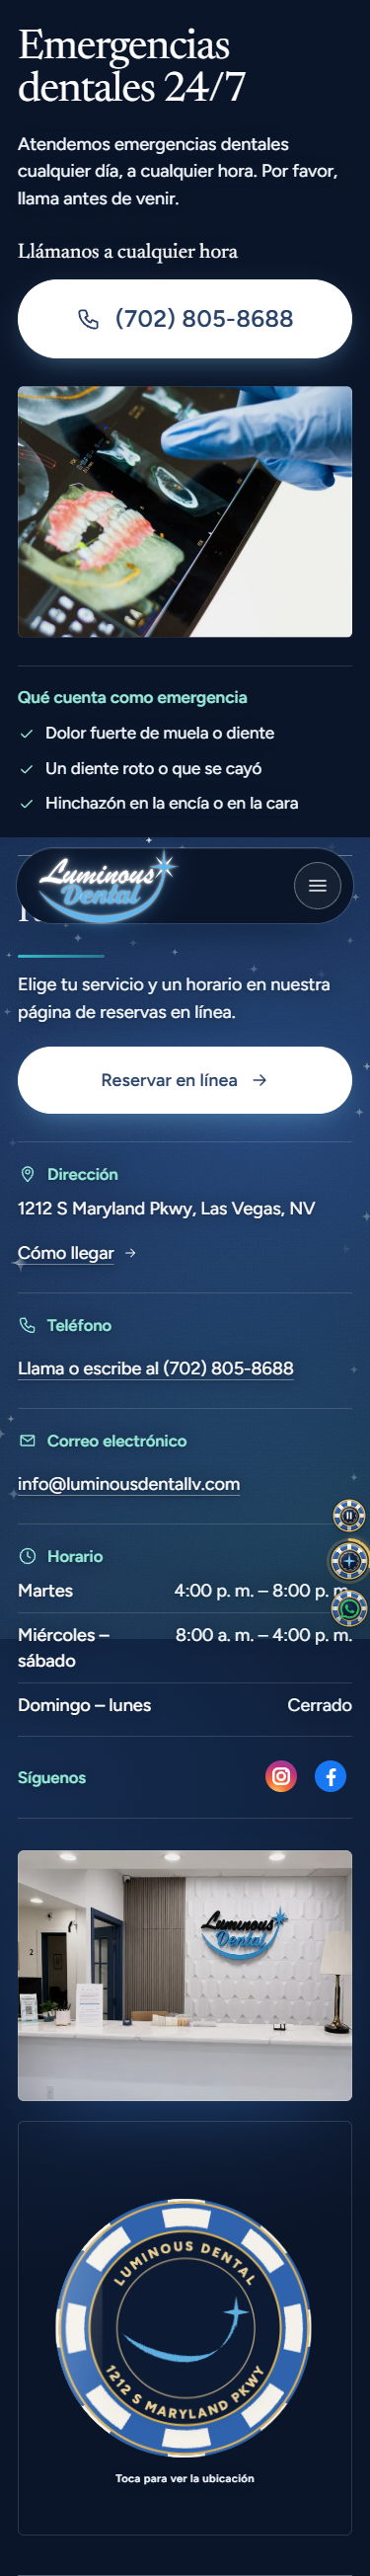 Emergencias
dentales 24/7
Atendemos emergencias dentales
cualquier día, a cualquier hora. Por favor,
llama antes de venir.
Llámanos a cualquier hora
(702) 805-8688
Qué cuenta como emergencia
Dolor fuerte de muela o diente
Un diente roto o que se cayó
Hinchazón en la encía o en la cara
Luminous
Dental
Elige tu servicio y un horario en nuestra
página de reservas en línea.
Reservar en línea
Dirección
1212 S Maryland Pkwy, Las Vegas, NV
Cómo llegar
Teléfono
Llama o escribe al (702) 805-8688
Correo electrónico
info@luminousdentallv.com
Horario
Martes 4:00 p. m. – 8:00 p. m.
Miércoles – 8:00 a. m. – 4:00 p. m.
sábado
Domingo – lunes Cerrado
Síguenos
Luminous
Dental
LUMINOUS DENTAL
1212 S MARYLAND PKWY
Toca para ver la ubicación